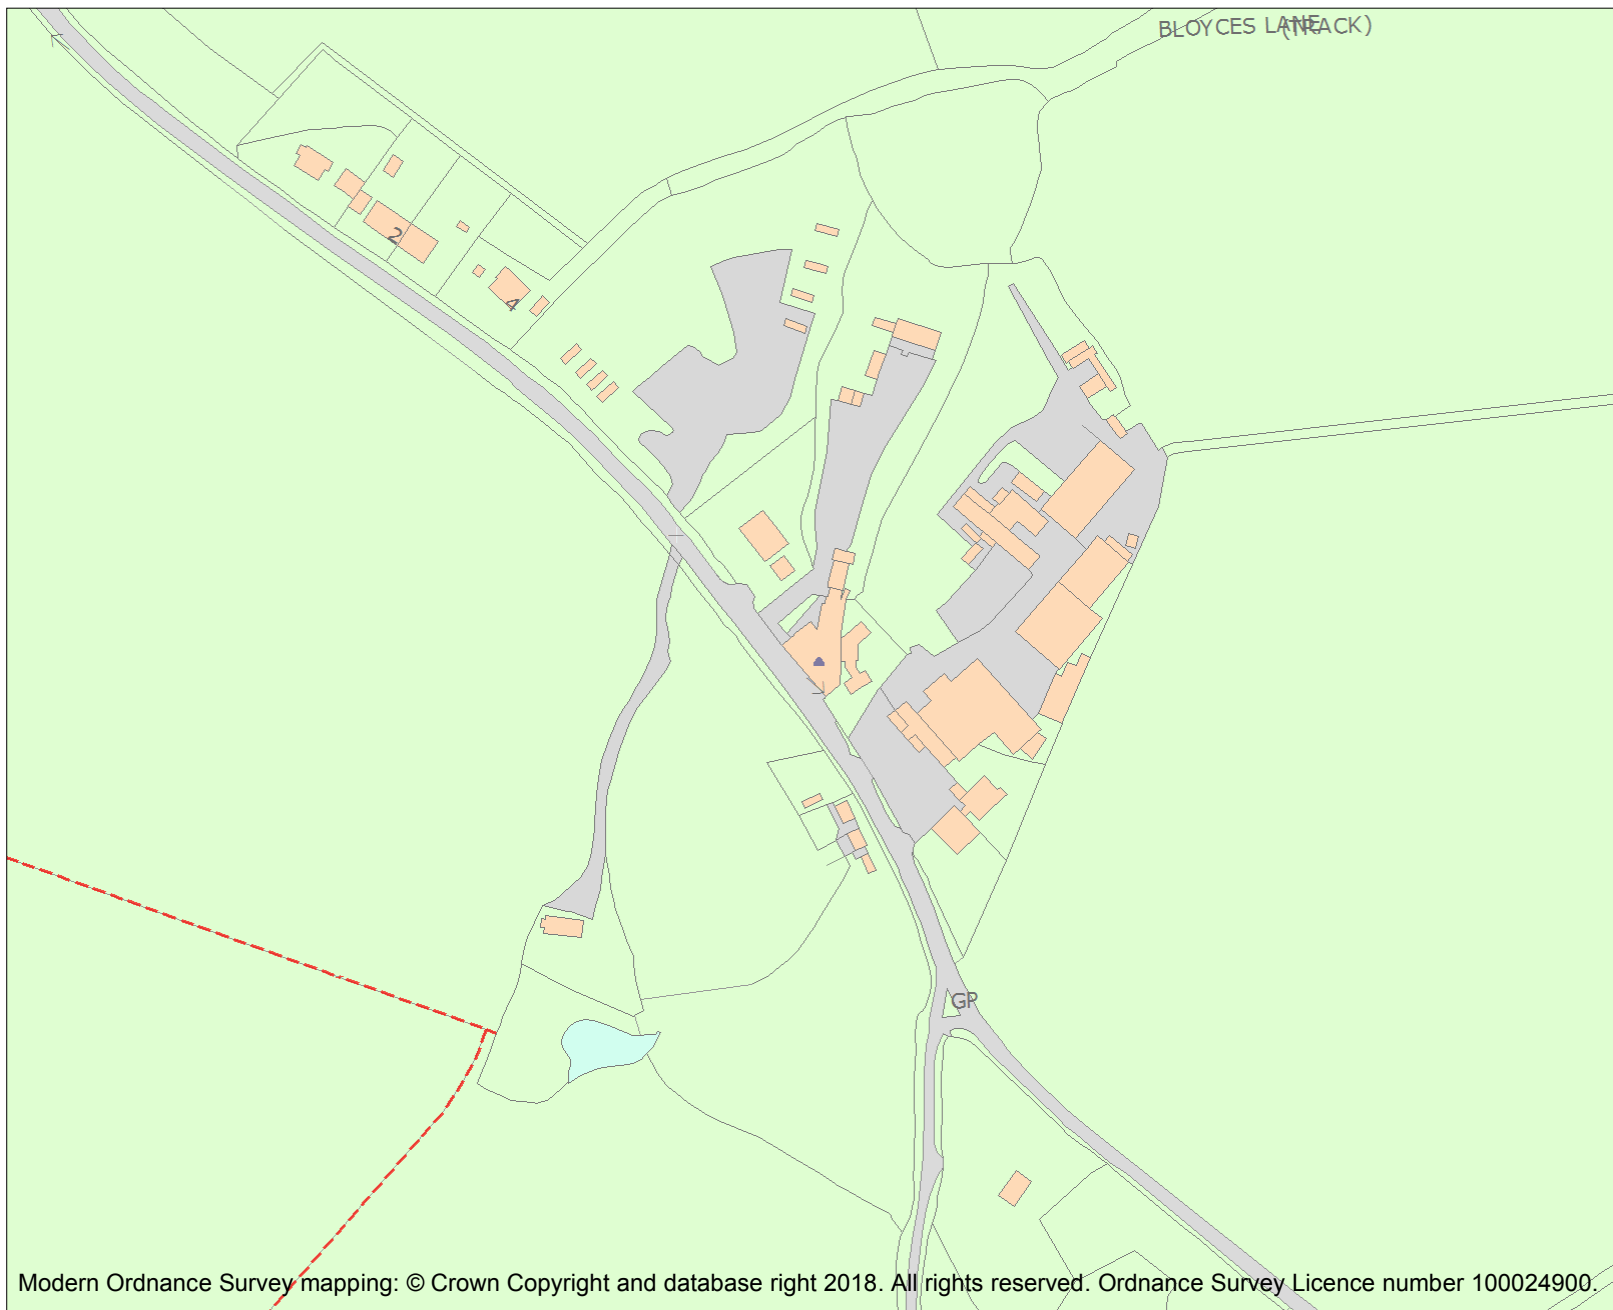 BLOYCES LANE
(TRACK)
2
4
GP
Modern Ordnance Survey mapping: © Crown Copyright and database right 2018. All rights reserved. Ordnance Survey Licence number 100024900.